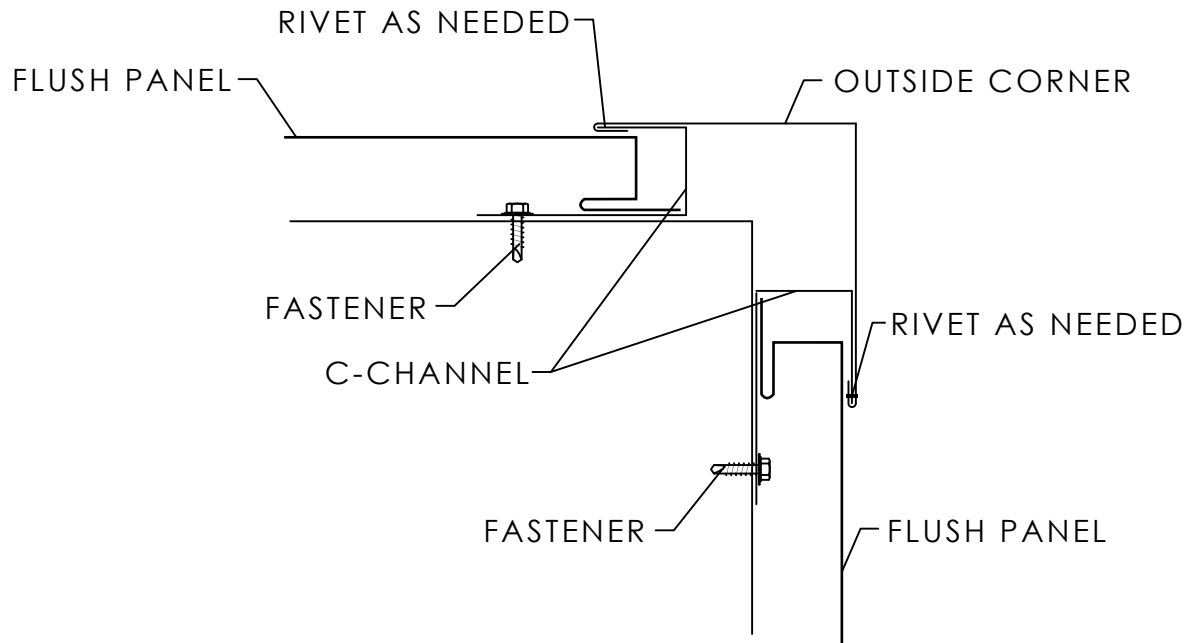 RIVET AS NEEDED
FLUSH PANEL
OUTSIDE CORNER
FASTENER
RIVET AS NEEDED
C-CHANNEL
FASTENER
FLUSH PANEL